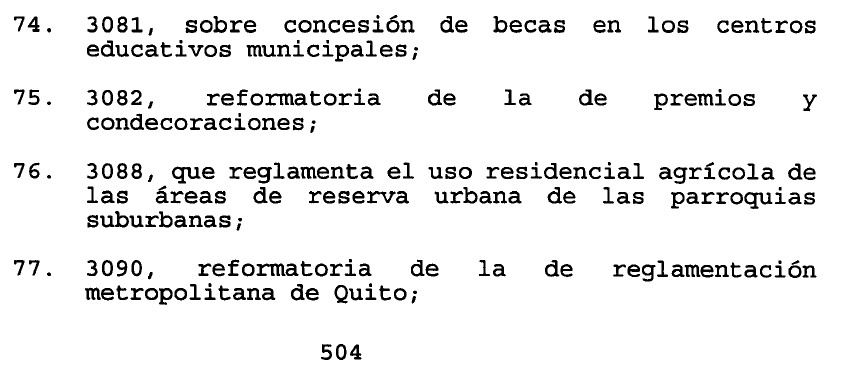 74. 3081, sobre concesión de becas en los centros
educativos municipales;
75. 3082, reformatoria de la de premios y
condecoraciones;
76. 3088, que reglamenta el uso residencial agrícola de
las áreas de reserva urbana de las parroquias
suburbanas;
77. 3090, reformatoria de la de reglamentación
metropolitana de Quito;
504